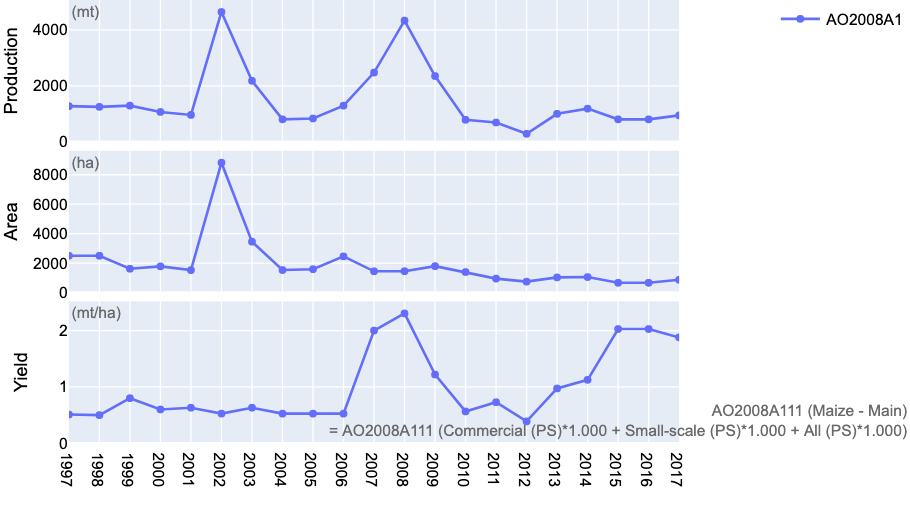 (mt)
AO2008A1
Production
4000
2000
0
(ha)
Area
8000
6000
4000
2000
0
(mt/ha)
Yield
2
1
0
AO2008A111 (Maize - Main)
= AO2008A111 (Commercial (PS)*1.000 + Small-scale (PS)*1.000 + All (PS)*1.000)
1997 1998 1999 2000 2001 2002 2003 2004 2005 2006 2007 2008 2009 2010 2011 2012 2013 2014 2015 2016 2017